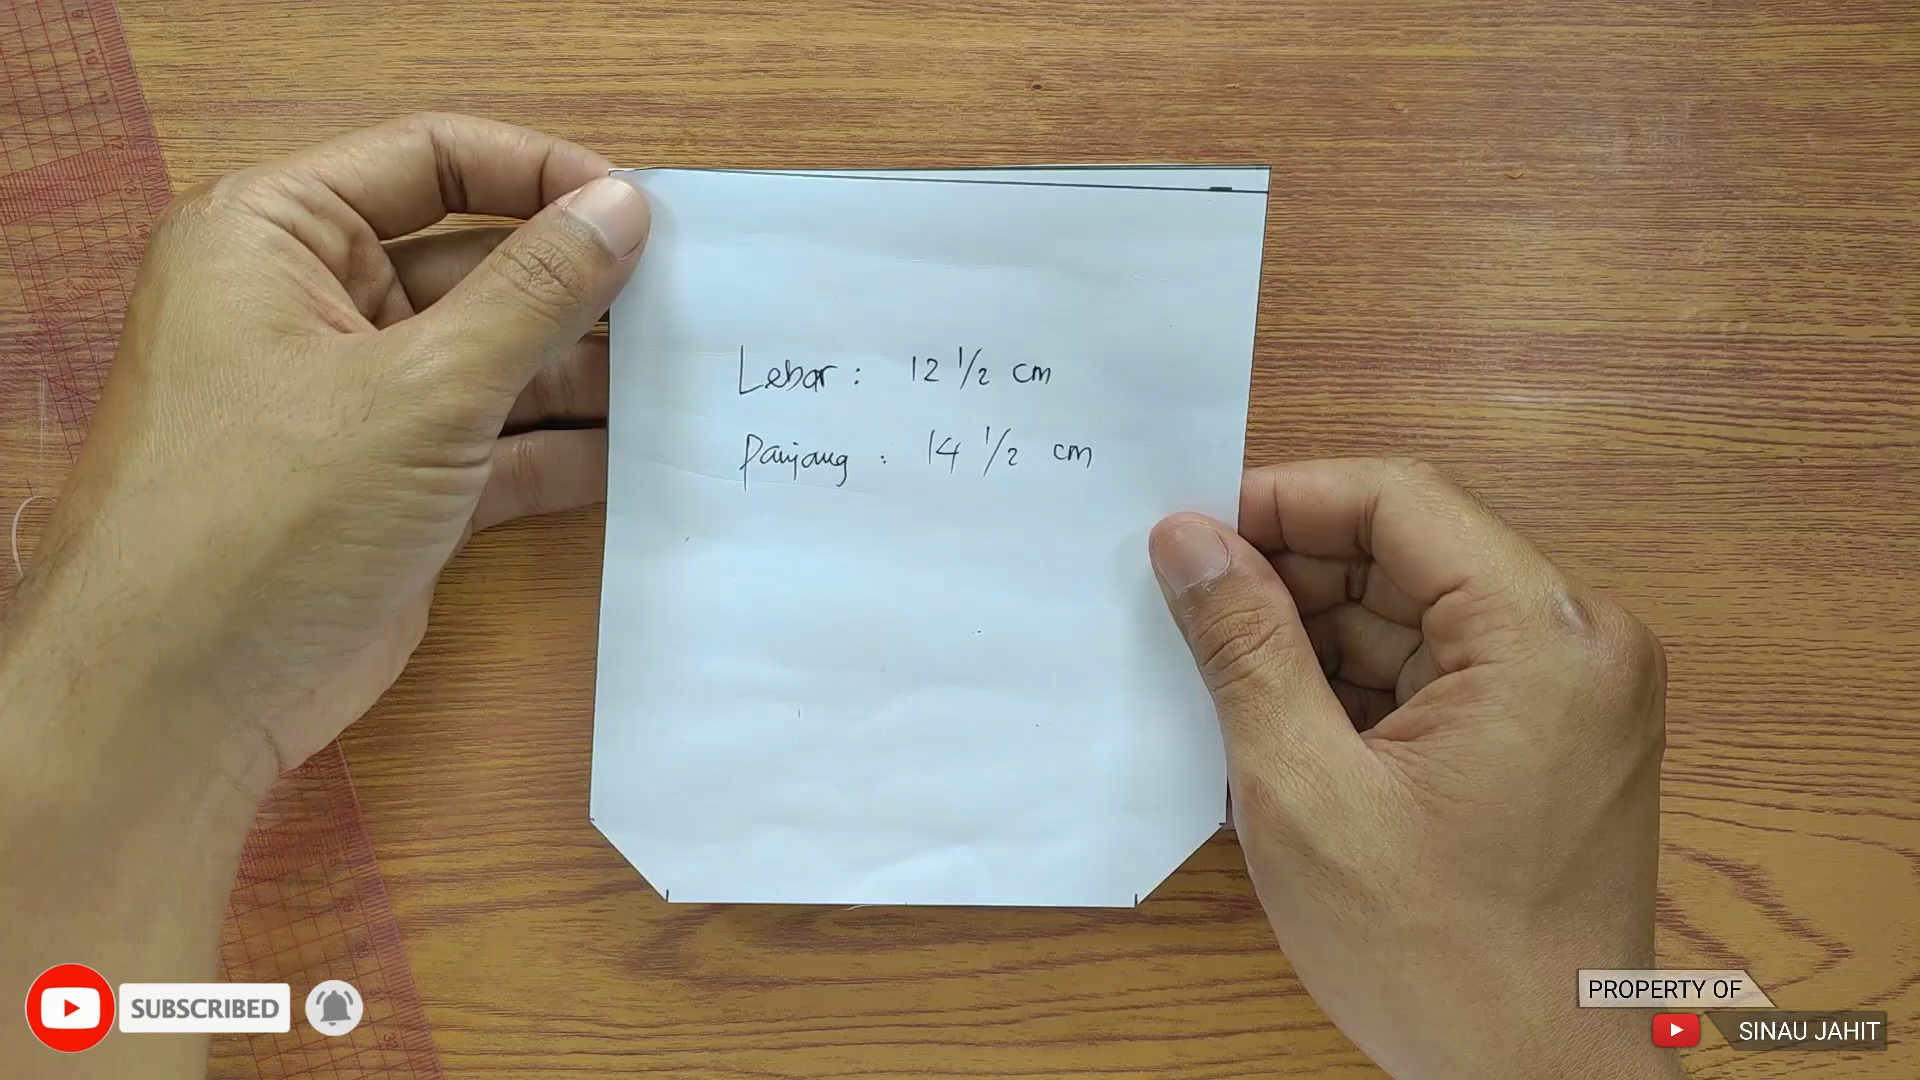 Lebar : 12 1/2 cm
Panjang : 14 1/2 cm
SUBSCRIBED
PROPERTY OF
SINAU JAHIT